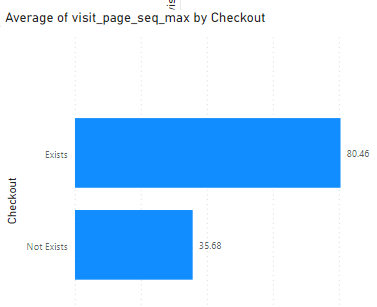 Average of visit_page_seq_max by Checkout
Exists
80.46
Checkout
Not Exists
35.68